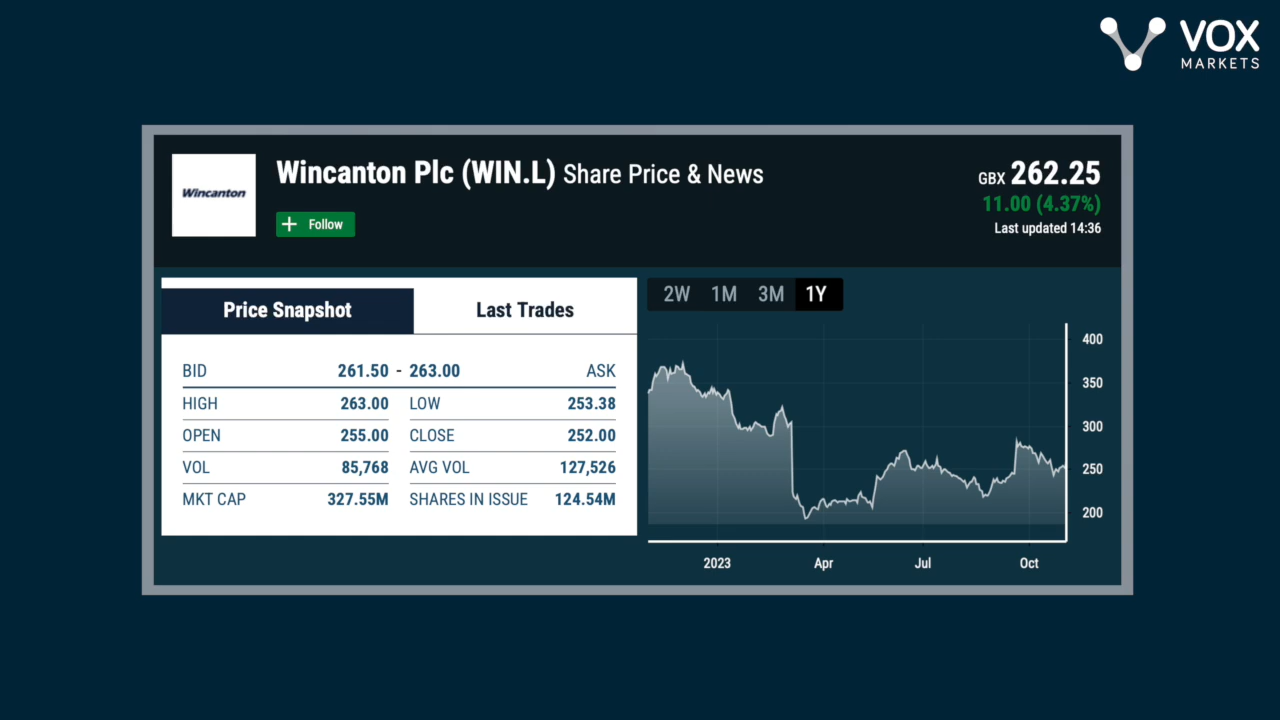 VOX
MARKETS
Wincanton
Wincanton Plc (WIN.L) Share Price & News
+ Follow
GBX 262.25
11.00 (4.37%)
Last updated 14:36
Price Snapshot
Last Trades
BID 261.50 - 263.00 ASK
HIGH 263.00 LOW 253.38
OPEN 255.00 CLOSE 252.00
VOL 85,768 AVG VOL 127,526
MKT CAP 327.55M SHARES IN ISSUE 124.54M
2W 1M 3M 1Y
400
350
300
250
200
2023 Apr Jul Oct